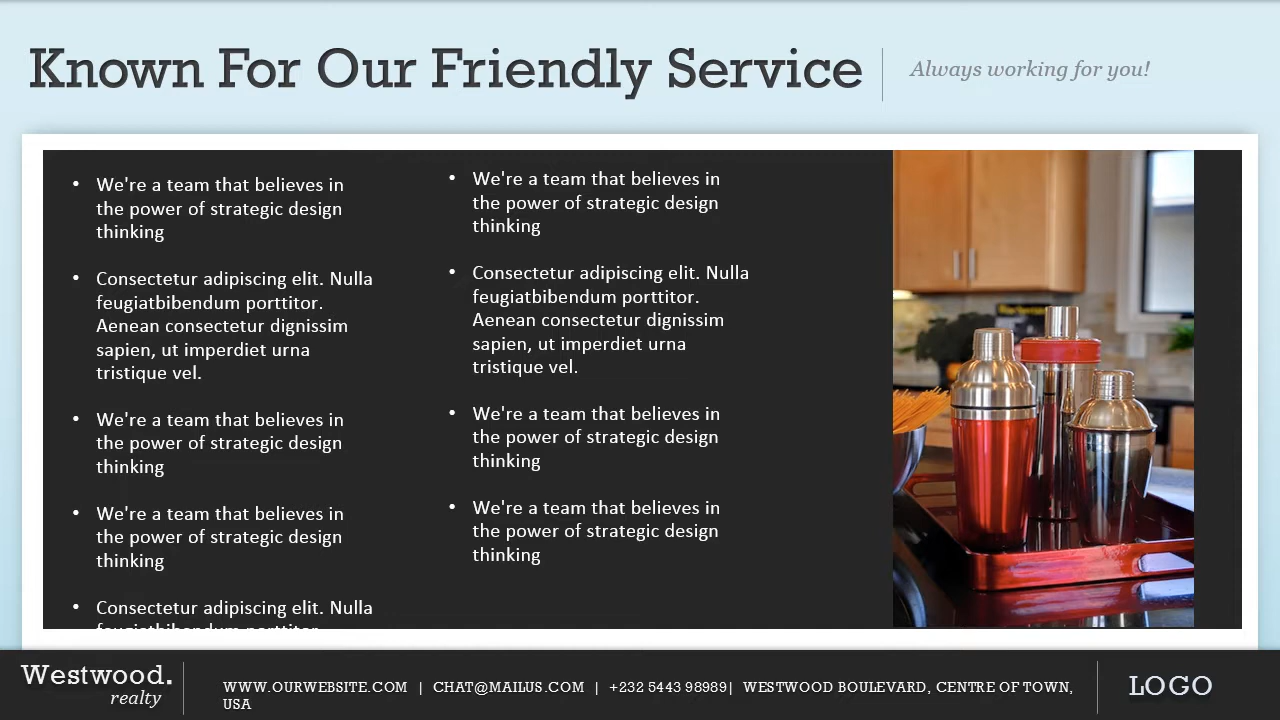 Known For Our Friendly Service
Always working for you!
• We're a team that believes in
the power of strategic design
thinking
• Consectetur adipiscing elit. Nulla
feugiatbibendum porttitor.
Aenean consectetur dignissim
sapien, ut imperdiet urna
tristique vel.
• We're a team that believes in
the power of strategic design
thinking
• We're a team that believes in
the power of strategic design
thinking
• Consectetur adipiscing elit. Nulla
feugiatbibendum porttitor.
• We're a team that believes in
the power of strategic design
thinking
• Consectetur adipiscing elit. Nulla
feugiatbibendum porttitor.
Aenean consectetur dignissim
sapien, ut imperdiet urna
tristique vel.
• We're a team that believes in
the power of strategic design
thinking
• We're a team that believes in
the power of strategic design
thinking
Westwood.
realty
WWW.OURWEBSITE.COM | CHAT@MAILUS.COM | +232 5443 98989| WESTWOOD BOULEVARD, CENTRE OF TOWN,
USA
LOGO